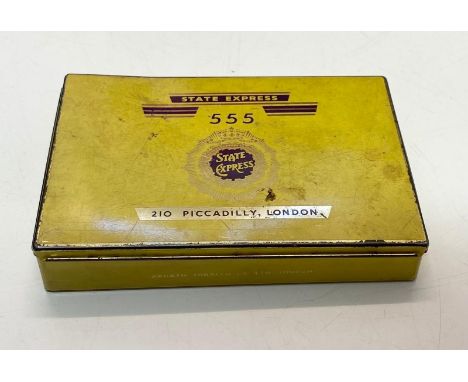 STATE EXPRESS
555
STATE
EXPRESS
210 PICCADILLY, LONDON.